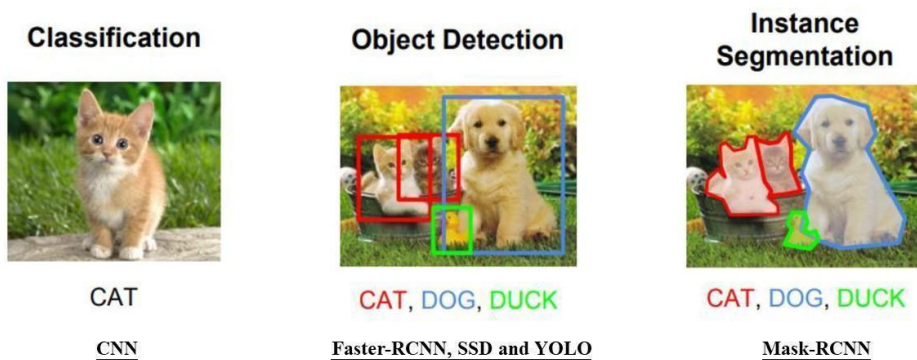 Classification
CAT
CNN
Object Detection
CAT, DOG, DUCK
Faster-RCNN, SSD and YOLO
Instance
Segmentation
CAT, DOG, DUCK
Mask-RCNN